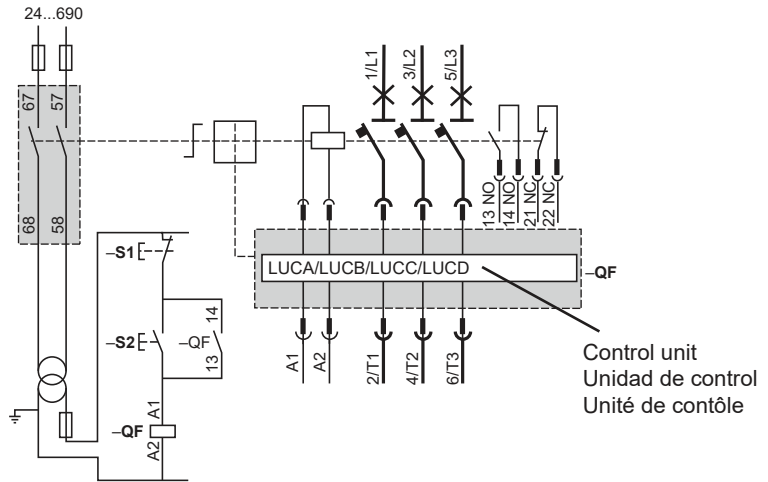 24...690
1/L1
3/L2
5/L3
67
57
68
58
13 NO
14 NO
21 NC
22 NC
–S1
LUCA/LUCB/LUCC/LUCD
–QF
14
–S2
–QF
13
A1
A2
2/T1
4/T2
6/T3
Control unit
Unidad de control
Unité de contôle
A1
–QF
A2